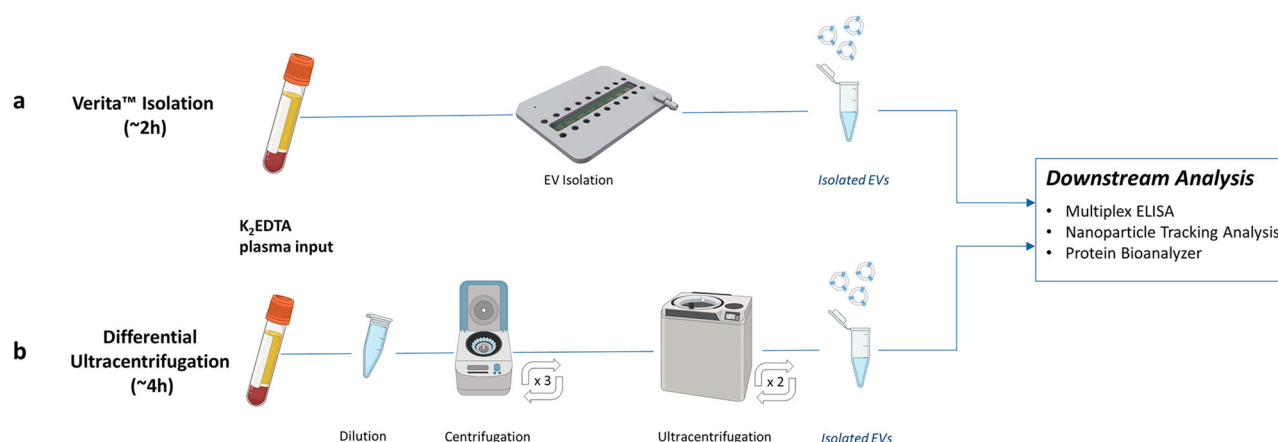 a
Verita™ Isolation
(~2h)
EV Isolation
Isolated EVs
K₂EDTA
plasma input
b
Differential
Ultracentrifugation
(~4h)
x 3
x 2
Dilution
Centrifugation
Ultracentrifugation
Isolated EVs
Downstream Analysis
• Multiplex ELISA
• Nanoparticle Tracking Analysis
• Protein Bioanalyzer